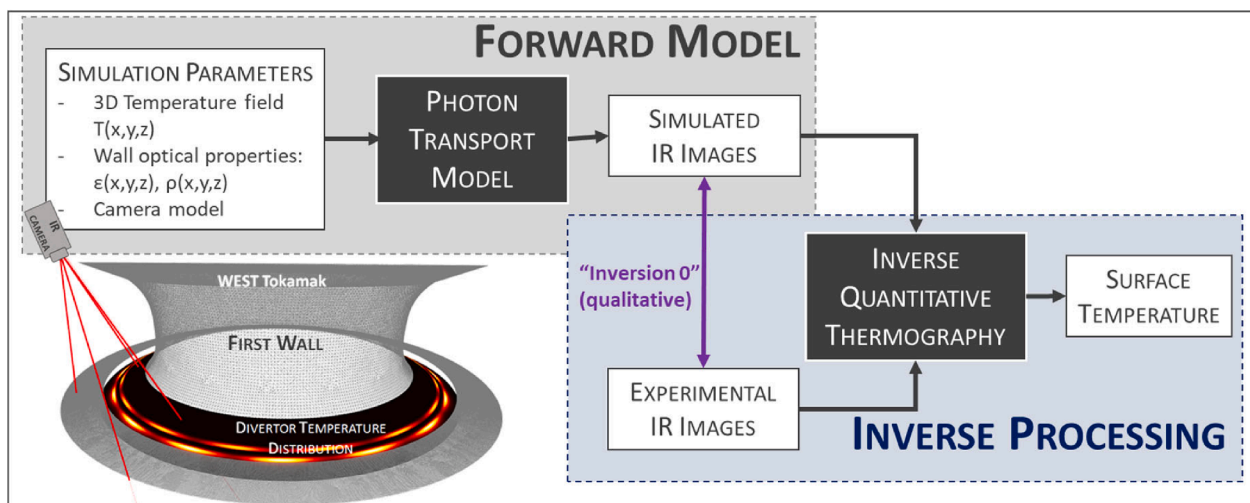 FORWARD MODEL
SIMULATION PARAMETERS
- 3D Temperature field
T(x,y,z)
- Wall optical properties:
ε(x,y,z), ρ(x,y,z)
- Camera model
PHOTON
TRANSPORT
MODEL
SIMULATED
IR IMAGES
IR
CAMERA
WEST Tokamak
FIRST WALL
DIVERTOR TEMPERATURE
DISTRIBUTION
“Inversion 0”
(qualitative)
EXPERIMENTAL
IR IMAGES
INVERSE
QUANTITATIVE
THERMOGRAPHY
SURFACE
TEMPERATURE
INVERSE PROCESSING